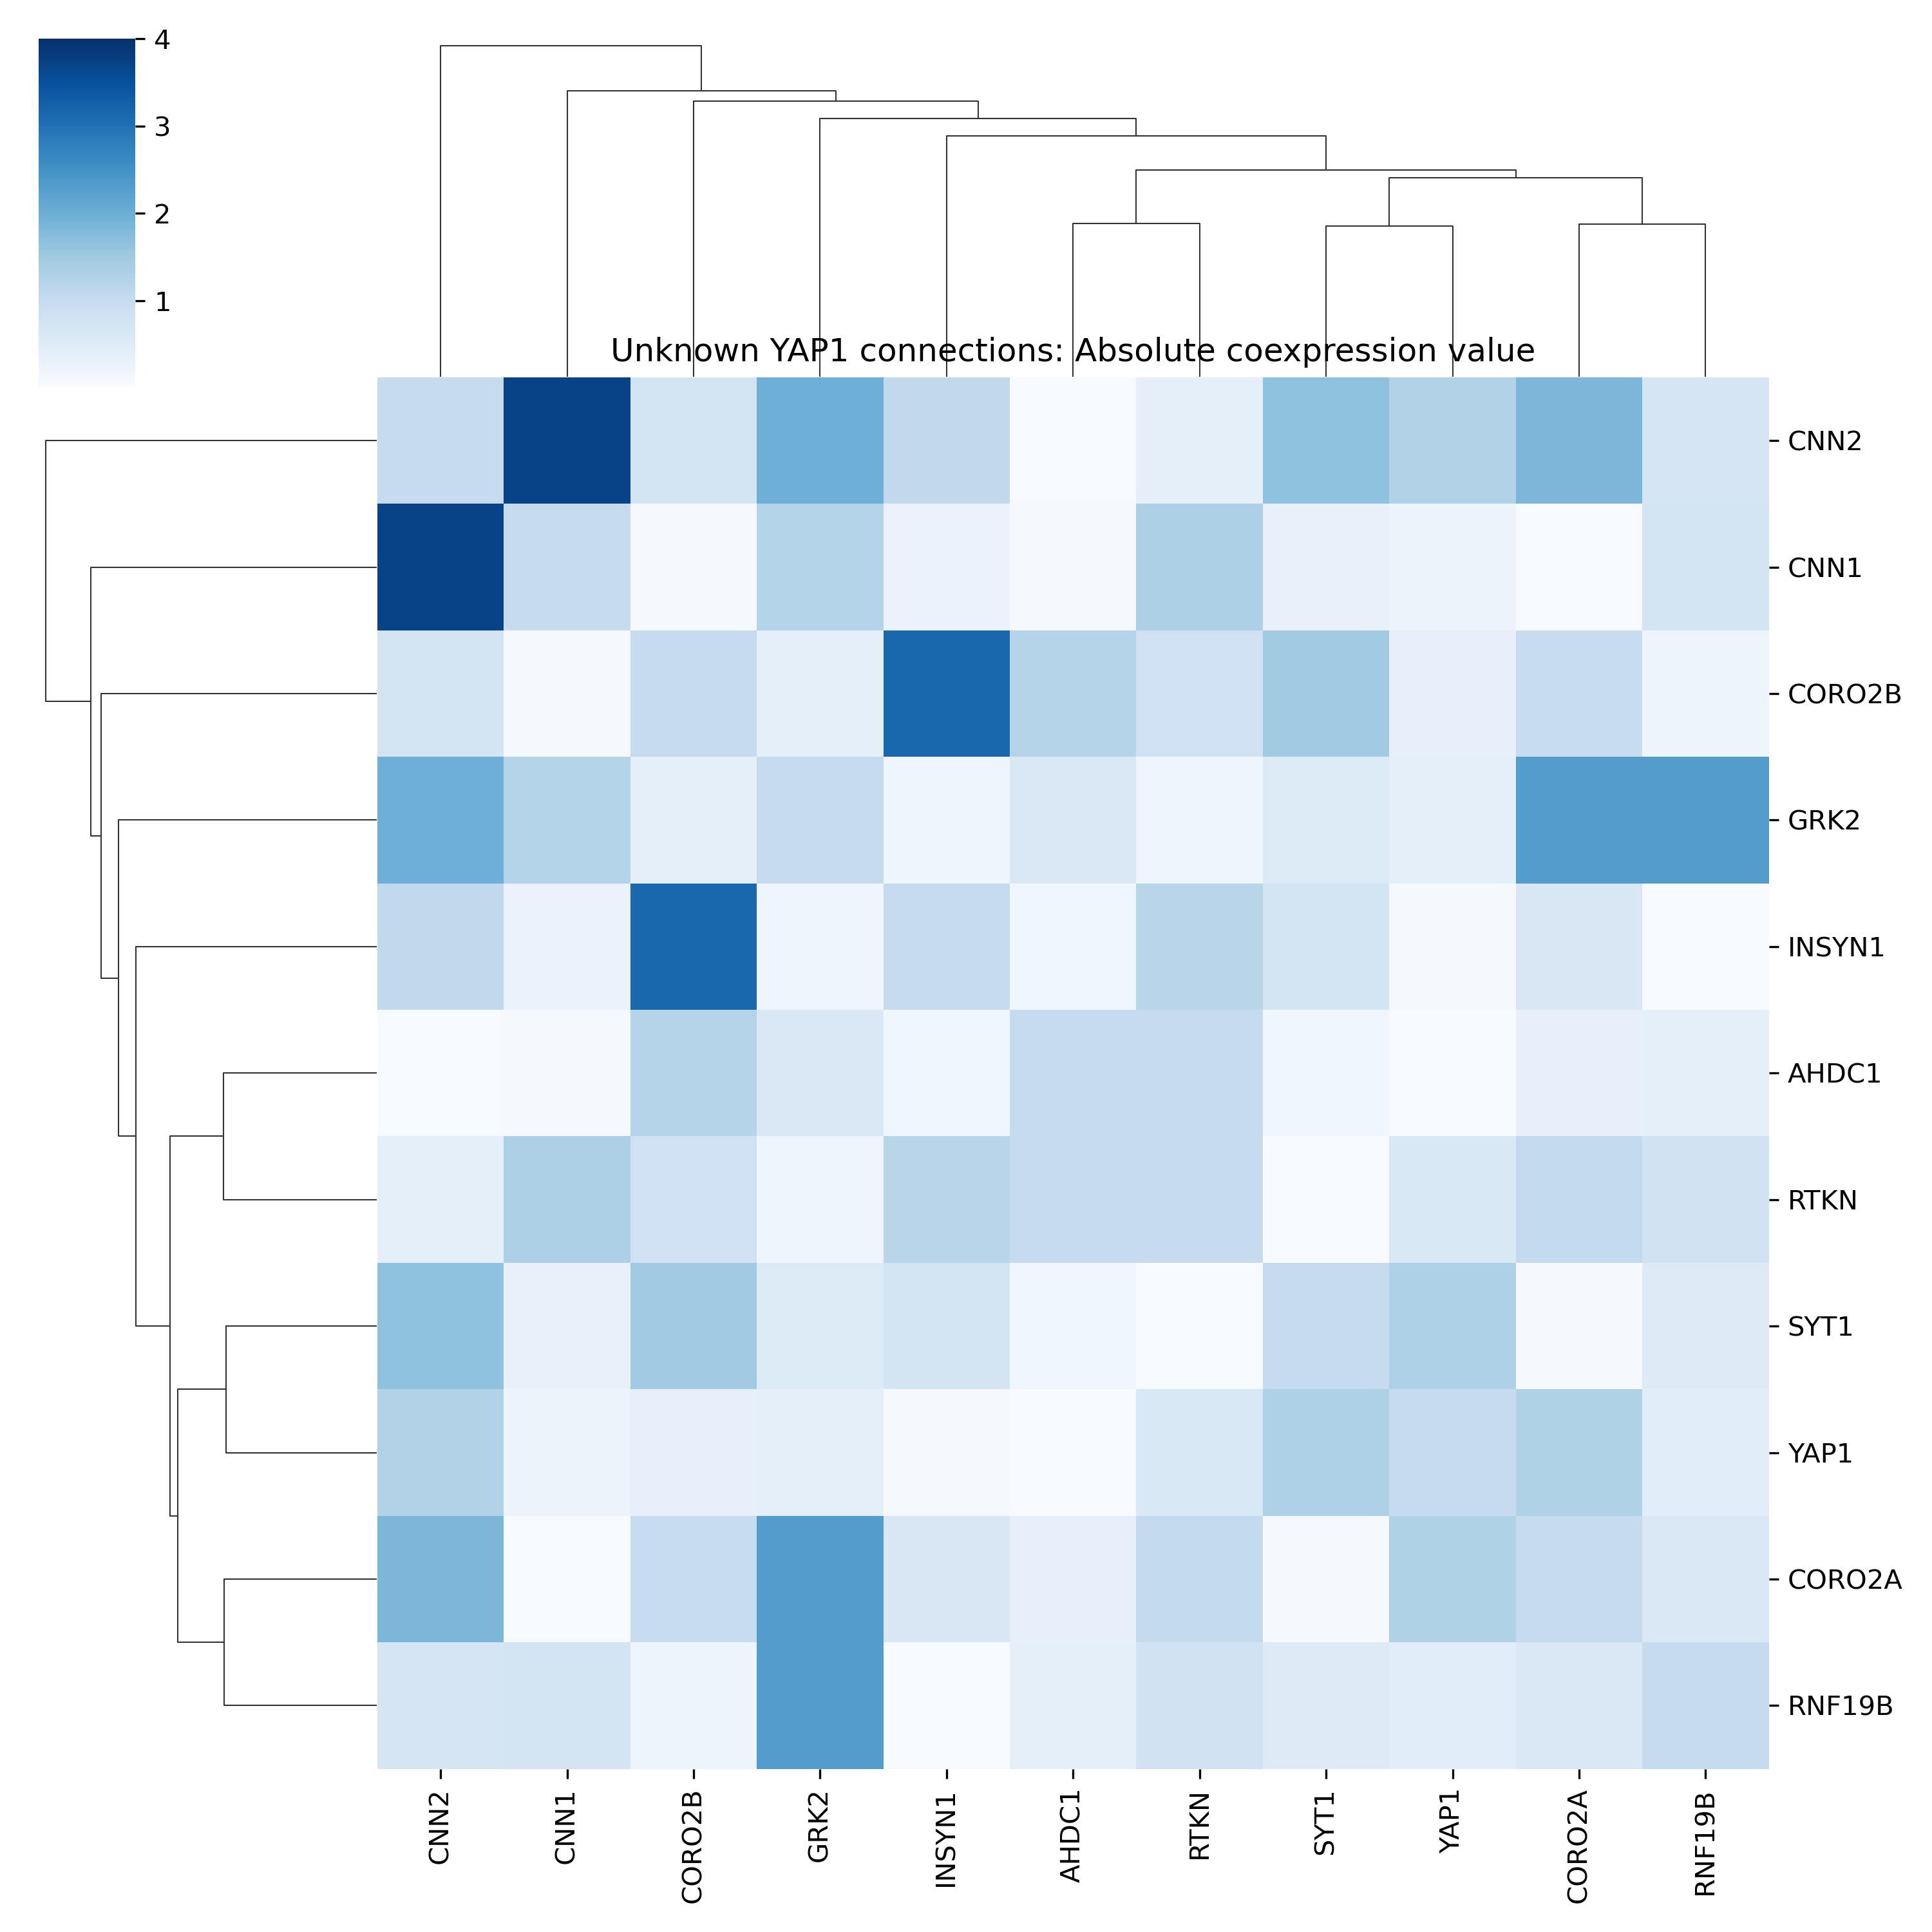 4
3
2
1
Unknown YAP1 connections: Absolute coexpression value
CNN2
CNN1
CORO2B
GRK2
INSYN1
AHDC1
RTKN
SYT1
YAP1
CORO2A
RNF19B
CNN2
CNN1
CORO2B
GRK2
INSYN1
AHDC1
RTKN
SYT1
YAP1
CORO2A
RNF19B